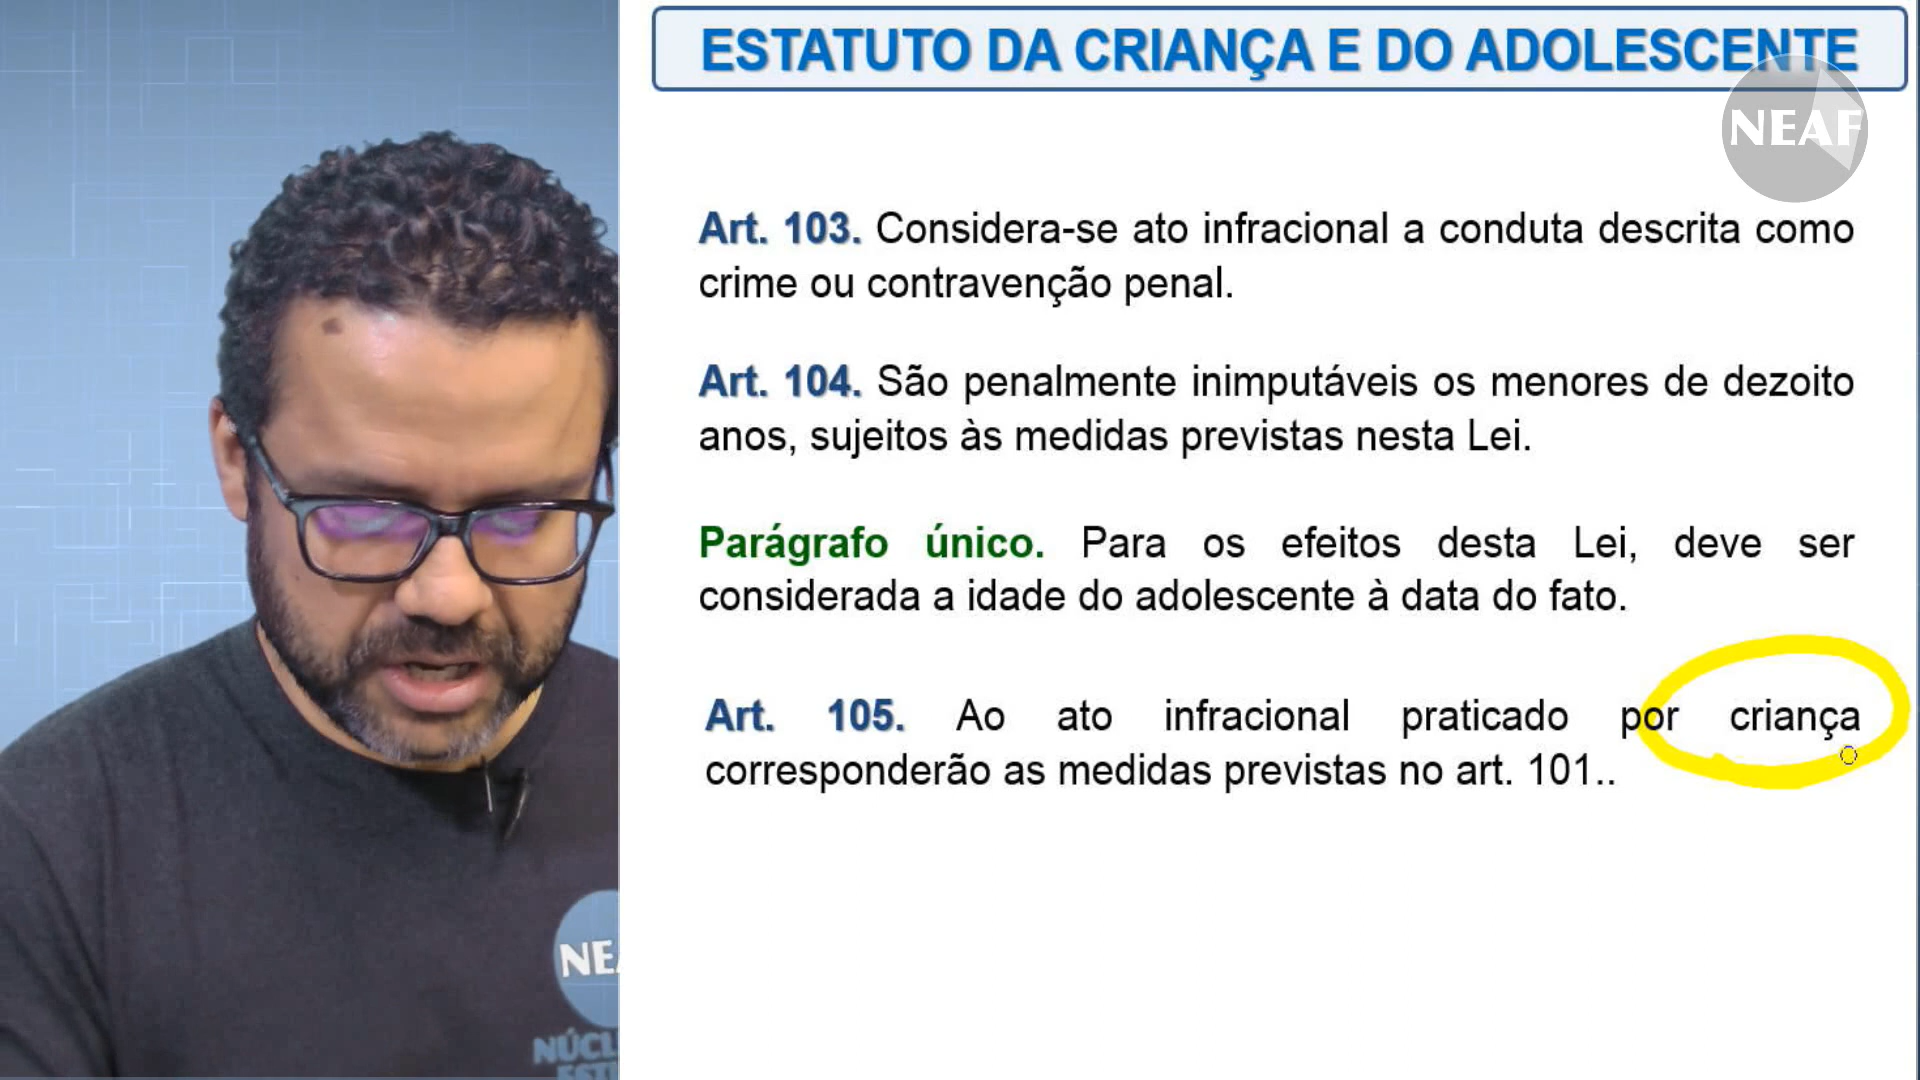 ESTATUTO DA CRIANÇA E DO ADOLESCENTE
NEAF
Art. 103. Considera-se ato infracional a conduta descrita como
crime ou contravenção penal.
Art. 104. São penalmente inimputáveis os menores de dezoito
anos, sujeitos às medidas previstas nesta Lei.
Parágrafo único. Para os efeitos desta Lei, deve ser
considerada a idade do adolescente à data do fato.
Art. 105. Ao ato infracional praticado por criança
corresponderão as medidas previstas no art. 101..